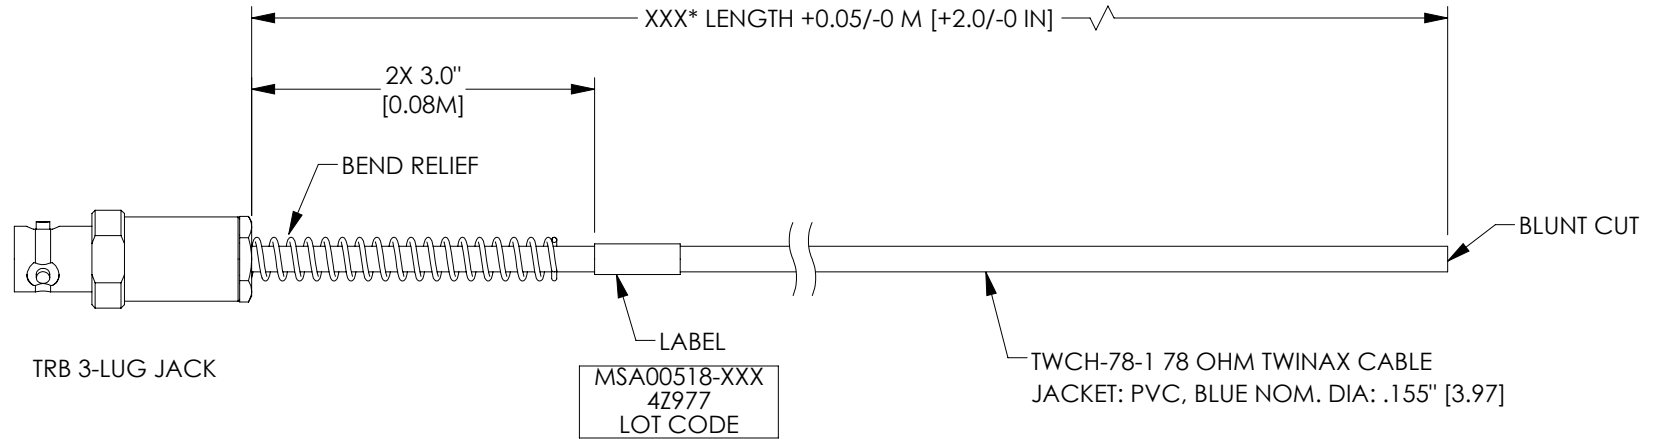 XXX* LENGTH +0.05/-0 M [+2.0/-0 IN]
2X 3.0"
[0.08M]
BEND RELIEF
BLUNT CUT
LABEL
TRB 3-LUG JACK
TWCH-78-1 78 OHM TWINAX CABLE
JACKET: PVC, BLUE NOM. DIA: .155" [3.97]
MSA00518-XXX
4Z977
LOT CODE